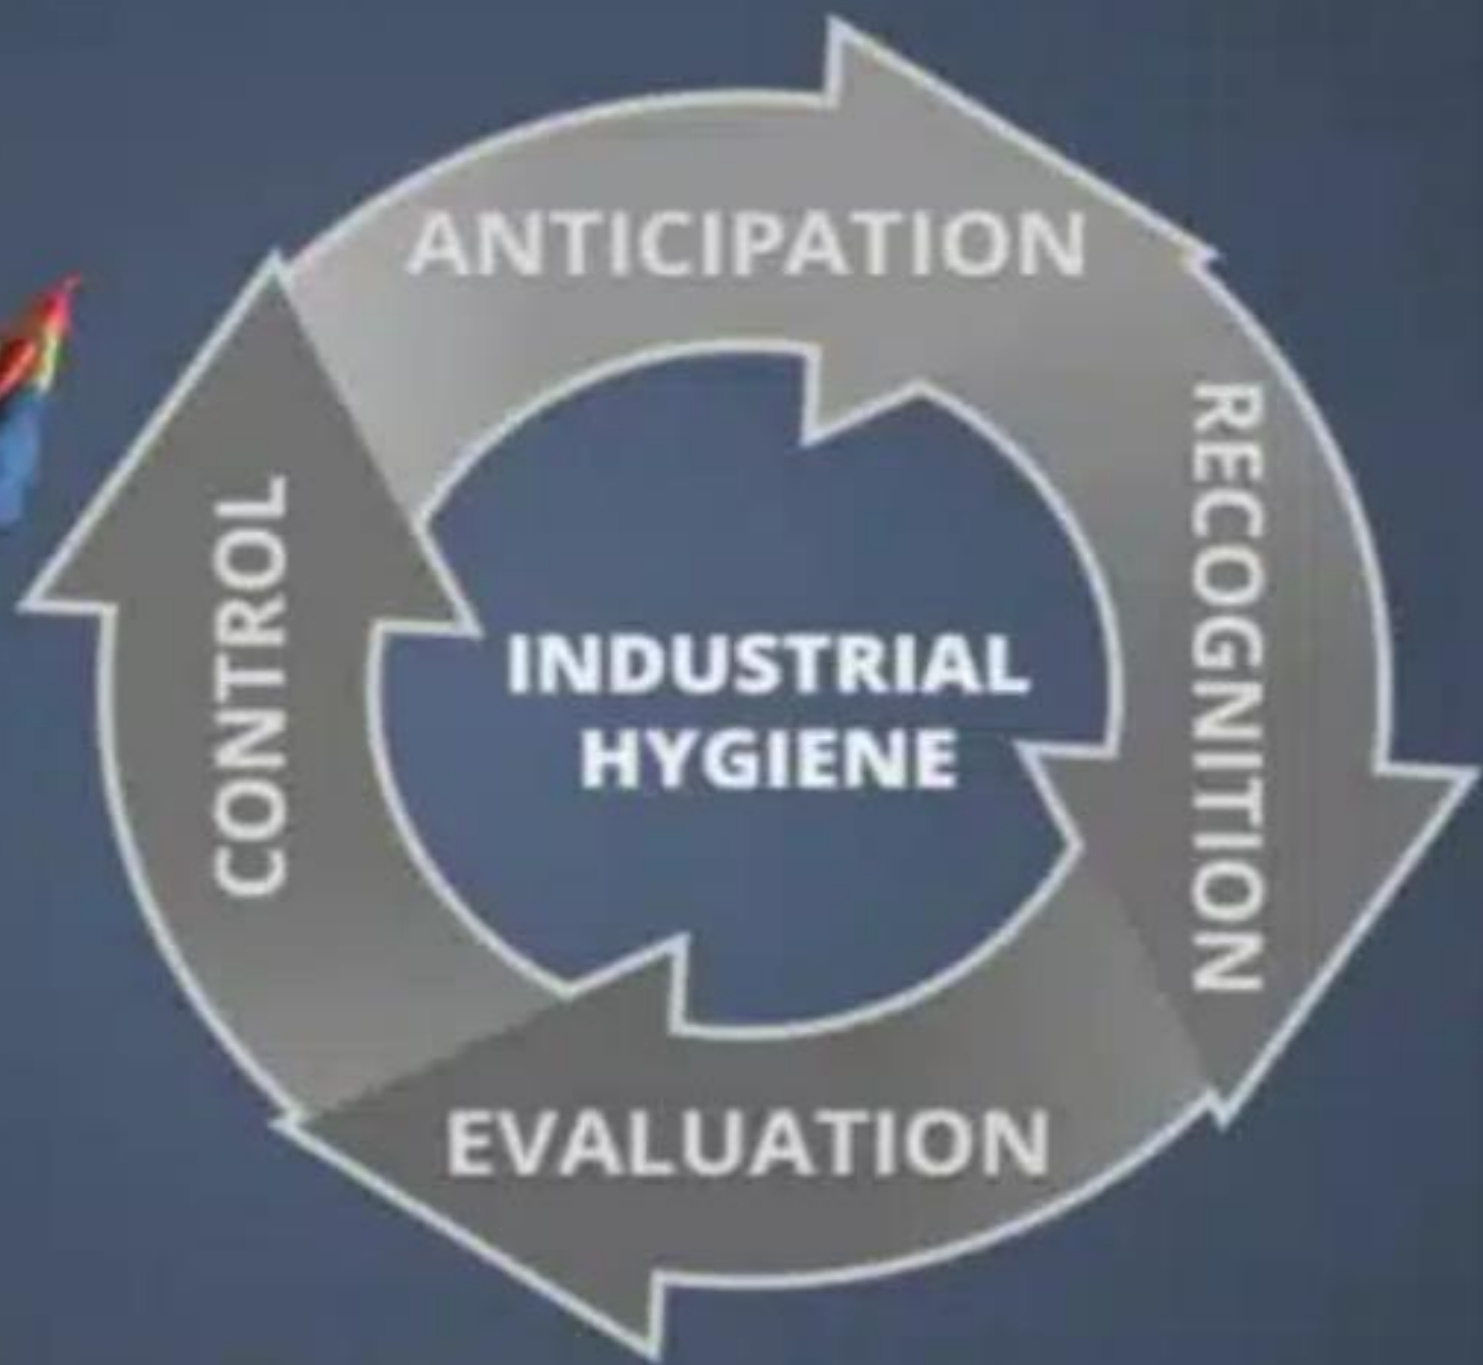 ANTICIPATION
RECOGNITION
EVALUATION
CONTROL
INDUSTRIAL
HYGIENE